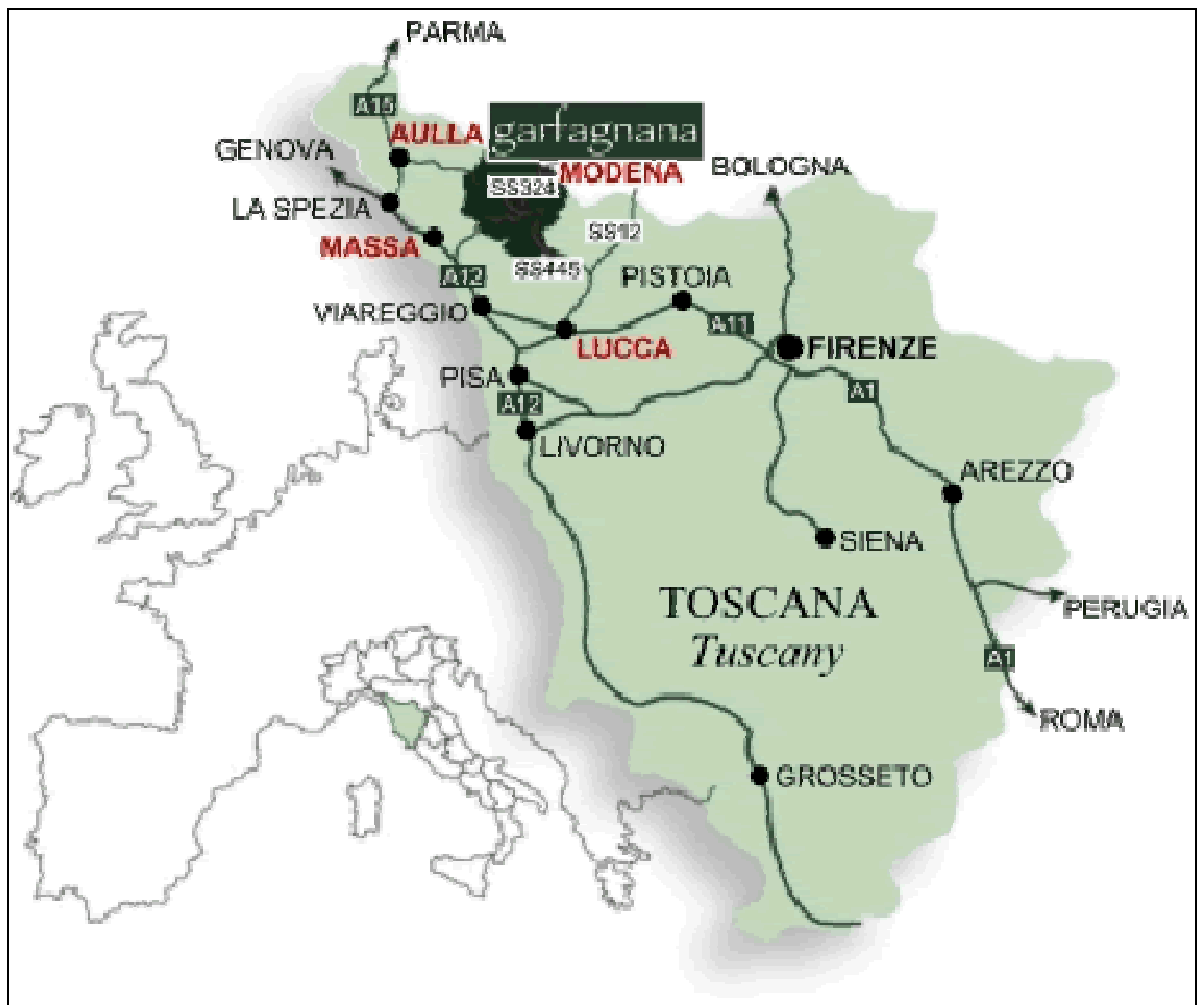 PARMA
A15
AULLA
garfagnana
GENOVA
MODENA
BOLOGNA
SS324
LA SPEZIA
SS12
MASSA
SS445
A12
PISTOIA
VIAREGGIO
A11
LUCCA
FIRENZE
PISA
A1
A12
LIVORNO
AREZZO
SIENA
TOSCANA
PERUGIA
Tuscany
A1
ROMA
GROSSETO